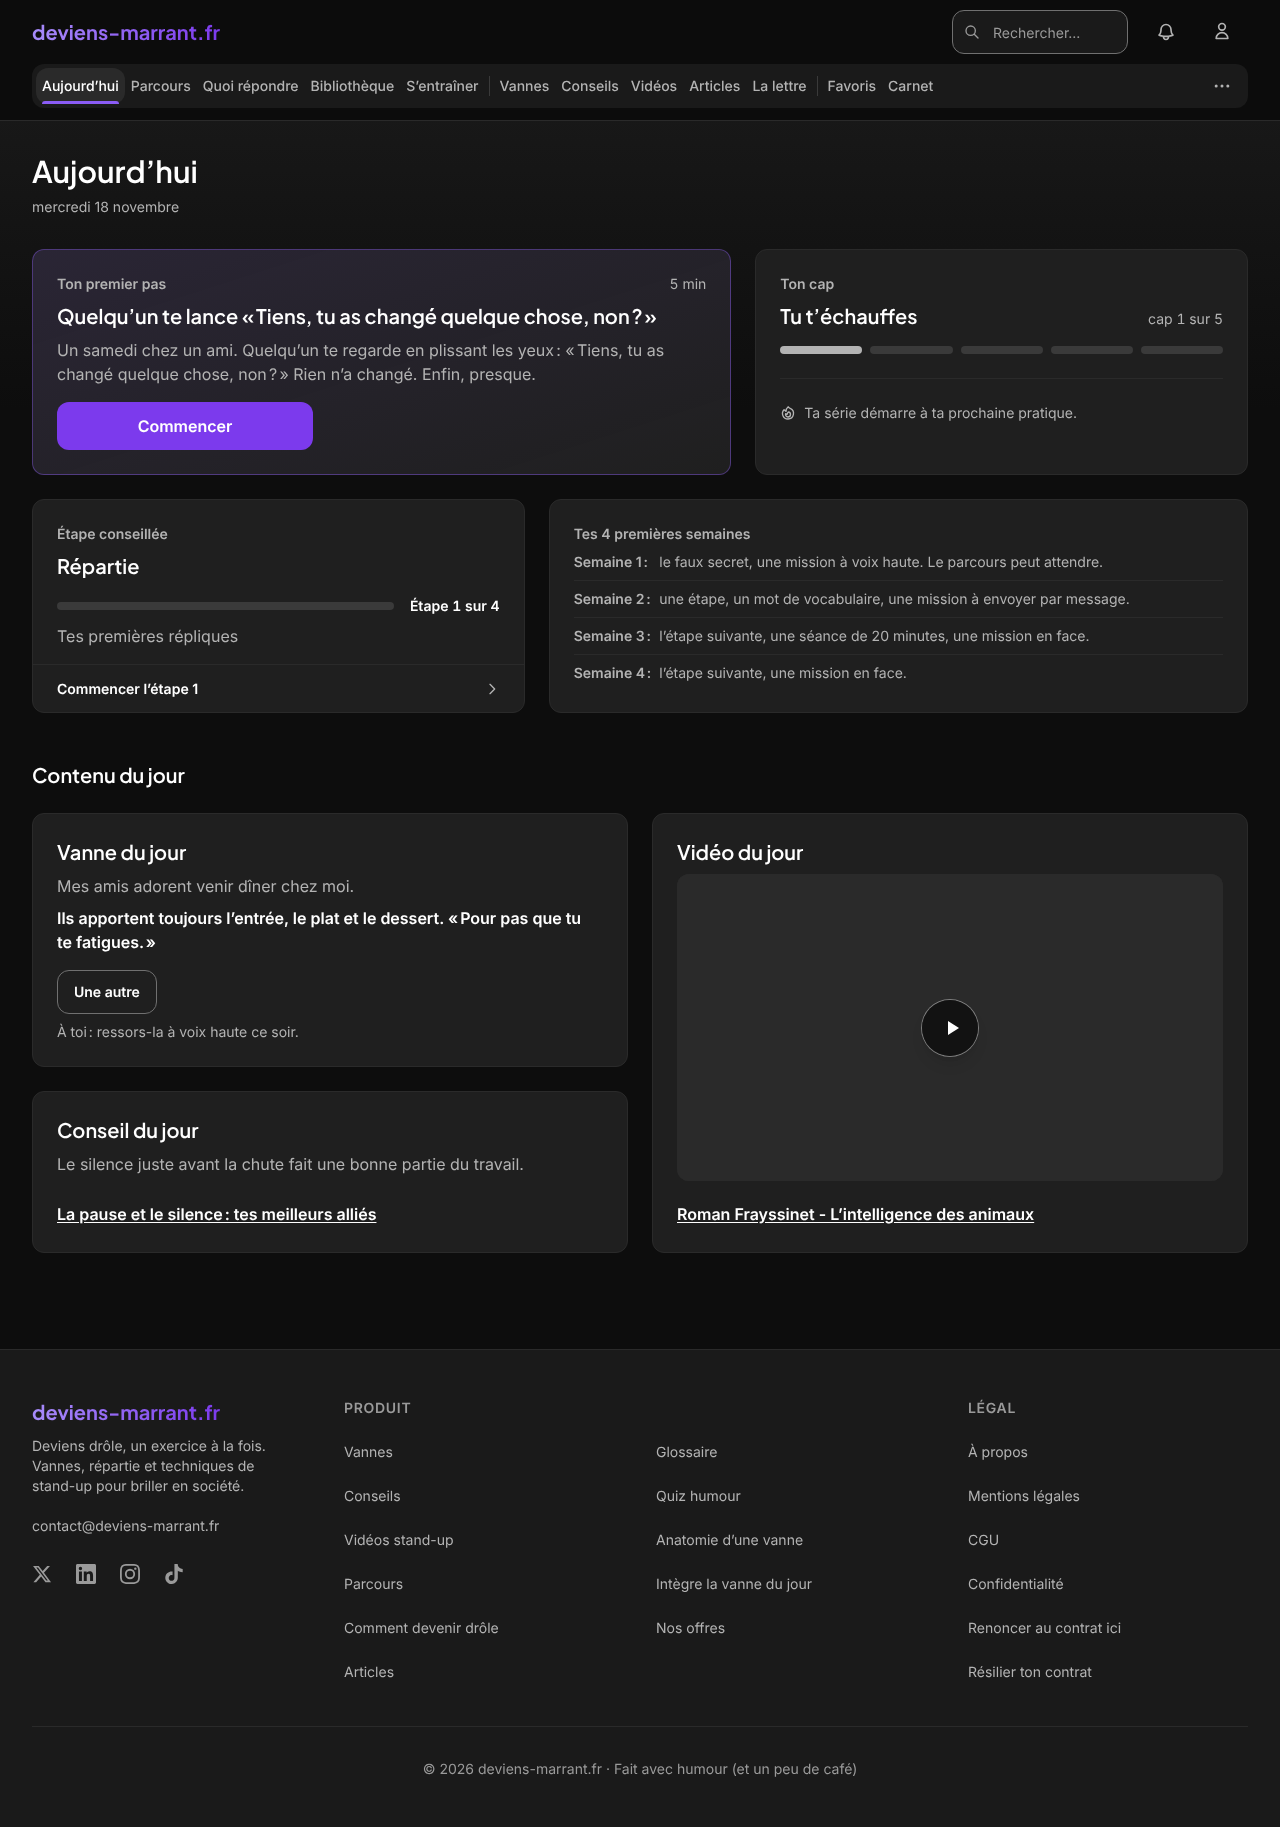 deviens-marrant.fr
Rechercher...
Aujourd’hui Parcours Quoi répondre Bibliothèque S’entraîner Vannes Conseils Vidéos Articles La lettre Favoris Carnet
Aujourd’hui
mercredi 18 novembre
Ton premier pas
5 min
Quelqu’un te lance « Tiens, tu as changé quelque chose, non ? »
Un samedi chez un ami. Quelqu’un te regarde en plissant les yeux : « Tiens, tu as
changé quelque chose, non ? » Rien n’a changé. Enfin, presque.
Commencer
Ton cap
Tu t’échauffes
cap 1 sur 5
Ta série démarre à ta prochaine pratique.
Étape conseillée
Répartie
Étape 1 sur 4
Tes premières répliques
Commencer l’étape 1
Tes 4 premières semaines
Semaine 1 : le faux secret, une mission à voix haute. Le parcours peut attendre.
Semaine 2 : une étape, un mot de vocabulaire, une mission à envoyer par message.
Semaine 3 : l’étape suivante, une séance de 20 minutes, une mission en face.
Semaine 4 : l’étape suivante, une mission en face.
Contenu du jour
Vanne du jour
Mes amis adorent venir dîner chez moi.
Ils apportent toujours l’entrée, le plat et le dessert. « Pour pas que tu
te fatigues. »
Une autre
À toi : ressors-la à voix haute ce soir.
Conseil du jour
Le silence juste avant la chute fait une bonne partie du travail.
La pause et le silence : tes meilleurs alliés
Vidéo du jour
Roman Frayssinet - L’intelligence des animaux
deviens-marrant.fr
Deviens drôle, un exercice à la fois.
Vannes, répartie et techniques de
stand-up pour briller en société.
contact@deviens-marrant.fr
PRODUIT
Vannes
Conseils
Vidéos stand-up
Parcours
Comment devenir drôle
Articles
Glossaire
Quiz humour
Anatomie d’une vanne
Intègre la vanne du jour
Nos offres
LÉGAL
À propos
Mentions légales
CGU
Confidentialité
Renoncer au contrat ici
Résilier ton contrat
© 2026 deviens-marrant.fr · Fait avec humour (et un peu de café)